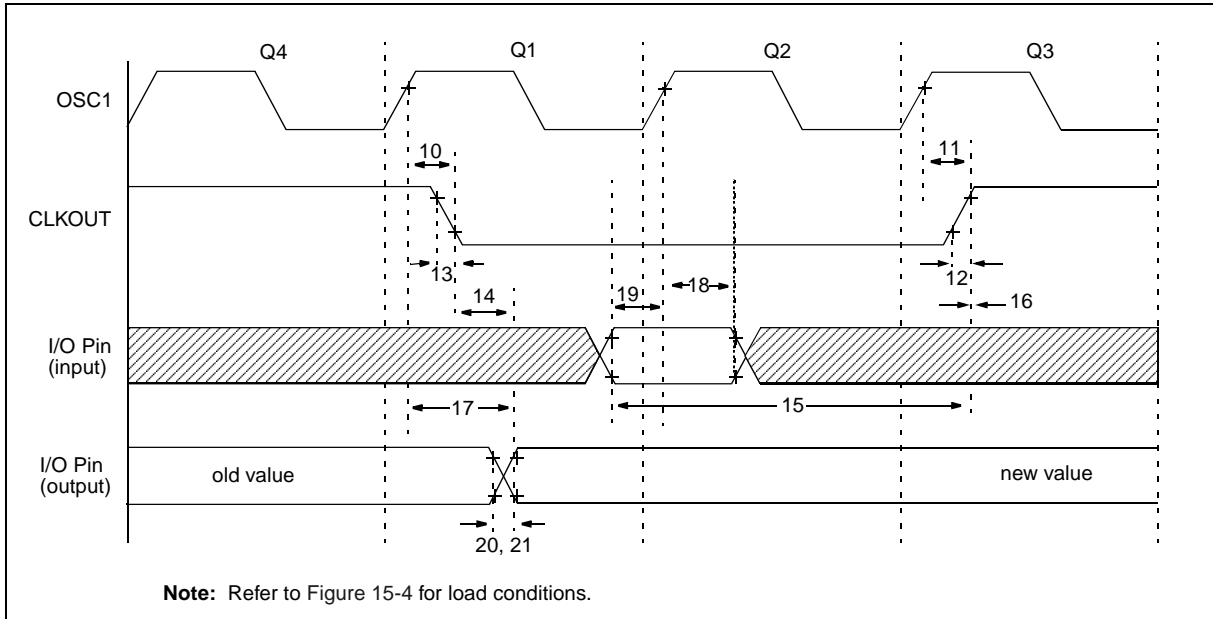 Q4 Q1 Q2 Q3
OSC1
10 11
CLKOUT
13 12
14 19 18 16
I/O Pin
(input)
17 15
I/O Pin
(output)
old value new value
20, 21
Note: Refer to Figure 15-4 for load conditions.